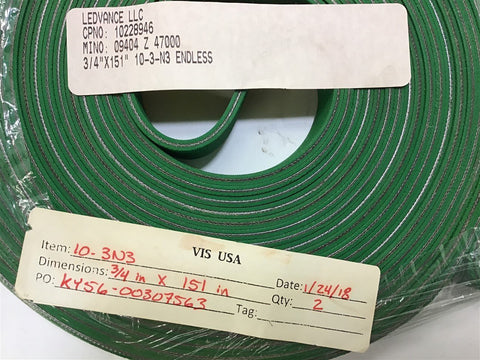 LEDVANCE LLC
CPNO: 10228946
MINO: 09404 Z 47000
3/4"X151" 10-3-N3 ENDLESS
VIS USA
Item: 10-3N3
Dimensions: 3/4 in X 151 in
Date: 1/24/18
PO: KY56-00307563
Qty: 2
Tag: